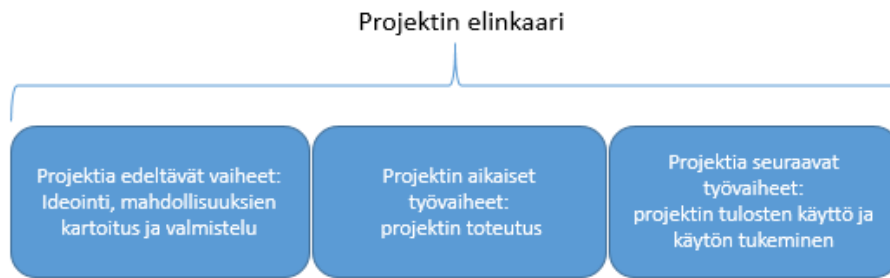 Projektin elinkaari
Projektia edeltävät vaiheet:
Ideointi, mahdollisuuksien
kartoitus ja valmistelu
Projektin aikaiset
työvaiheet:
projektin toteutus
Projektia seuraavat
työvaiheet:
projektin tulosten käyttö ja
käytön tukeminen